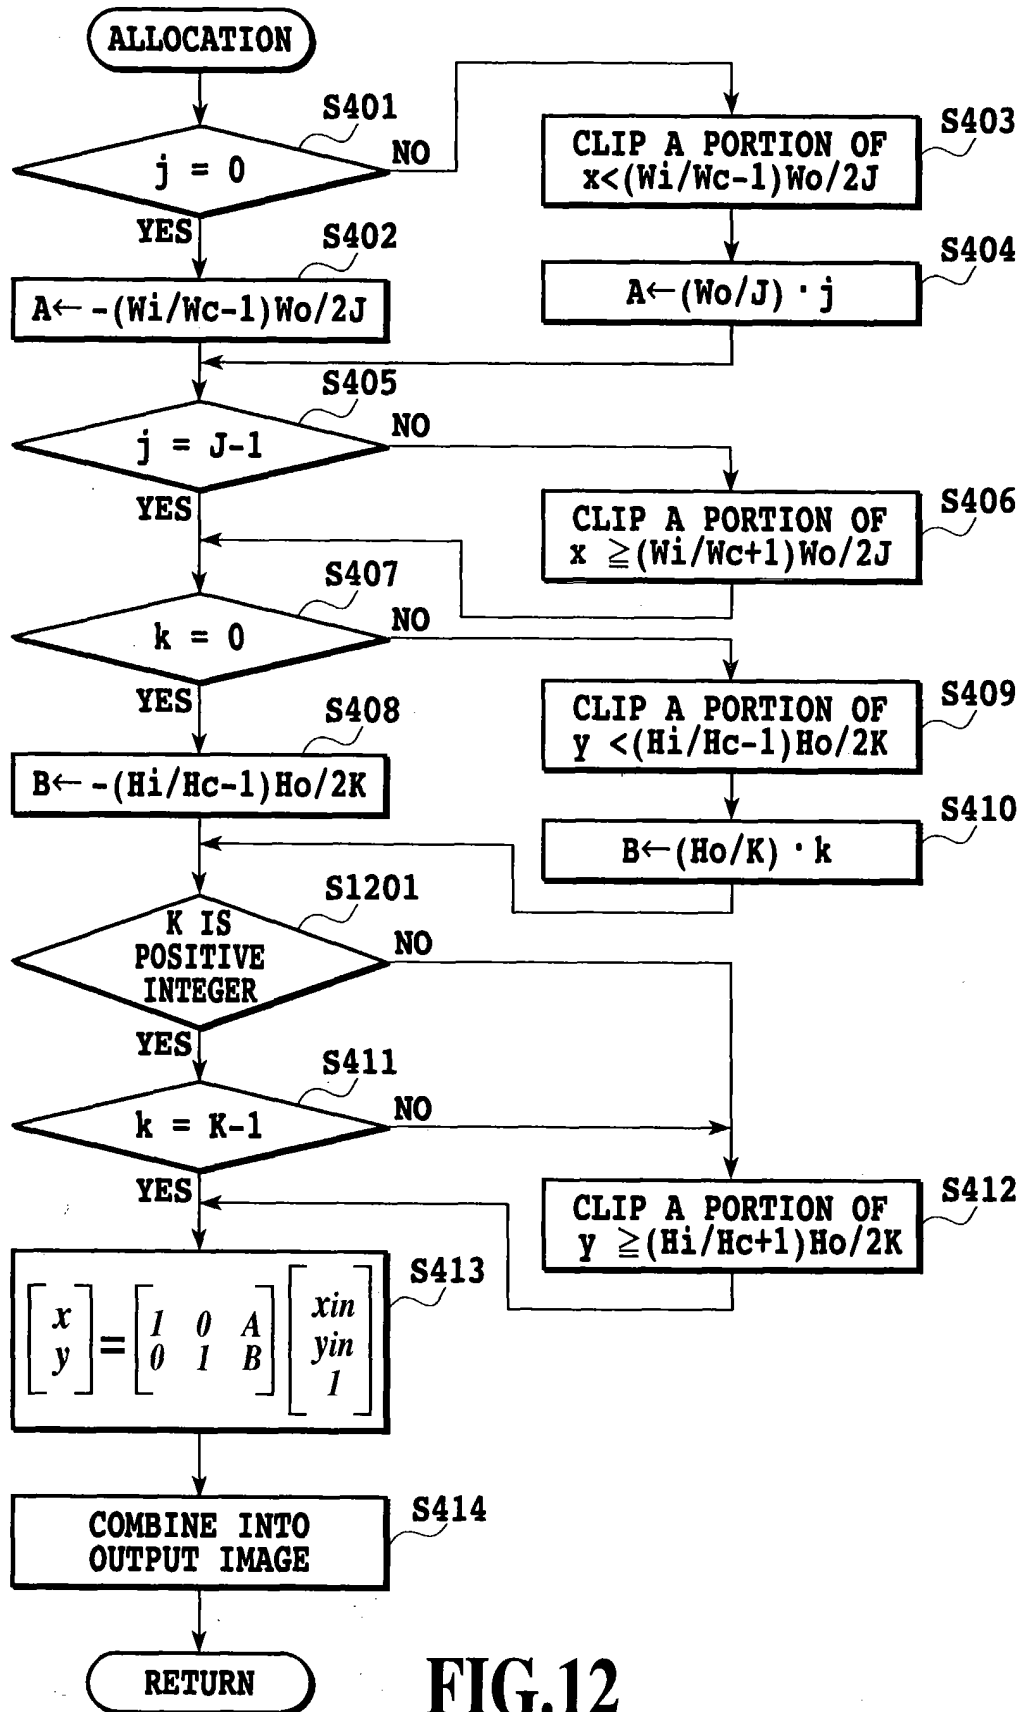 ALLOCATION
S401
j = 0
NO
YES
S403
CLIP A PORTION OF
x<(Wi/Wc-1)Wo/2J
S402
A← -(Wi/Wc-1)Wo/2J
S404
A←(Wo/J) · j
S405
j = J-1
NO
YES
S406
CLIP A PORTION OF
x ≧(Wi/Wc+1)Wo/2J
S407
k = 0
NO
YES
S409
CLIP A PORTION OF
y <(Hi/Hc-1)Ho/2K
S408
B← -(Hi/Hc-1)Ho/2K
S410
B←(Ho/K) · k
S1201
K IS
POSITIVE
INTEGER
NO
YES
S411
k = K-1
NO
YES
S412
CLIP A PORTION OF
y ≧(Hi/Hc+1)Ho/2K
S413
[x y] = [1 0 A 0 1 B] [xin yin 1]
S414
COMBINE INTO
OUTPUT IMAGE
RETURN
FIG.12